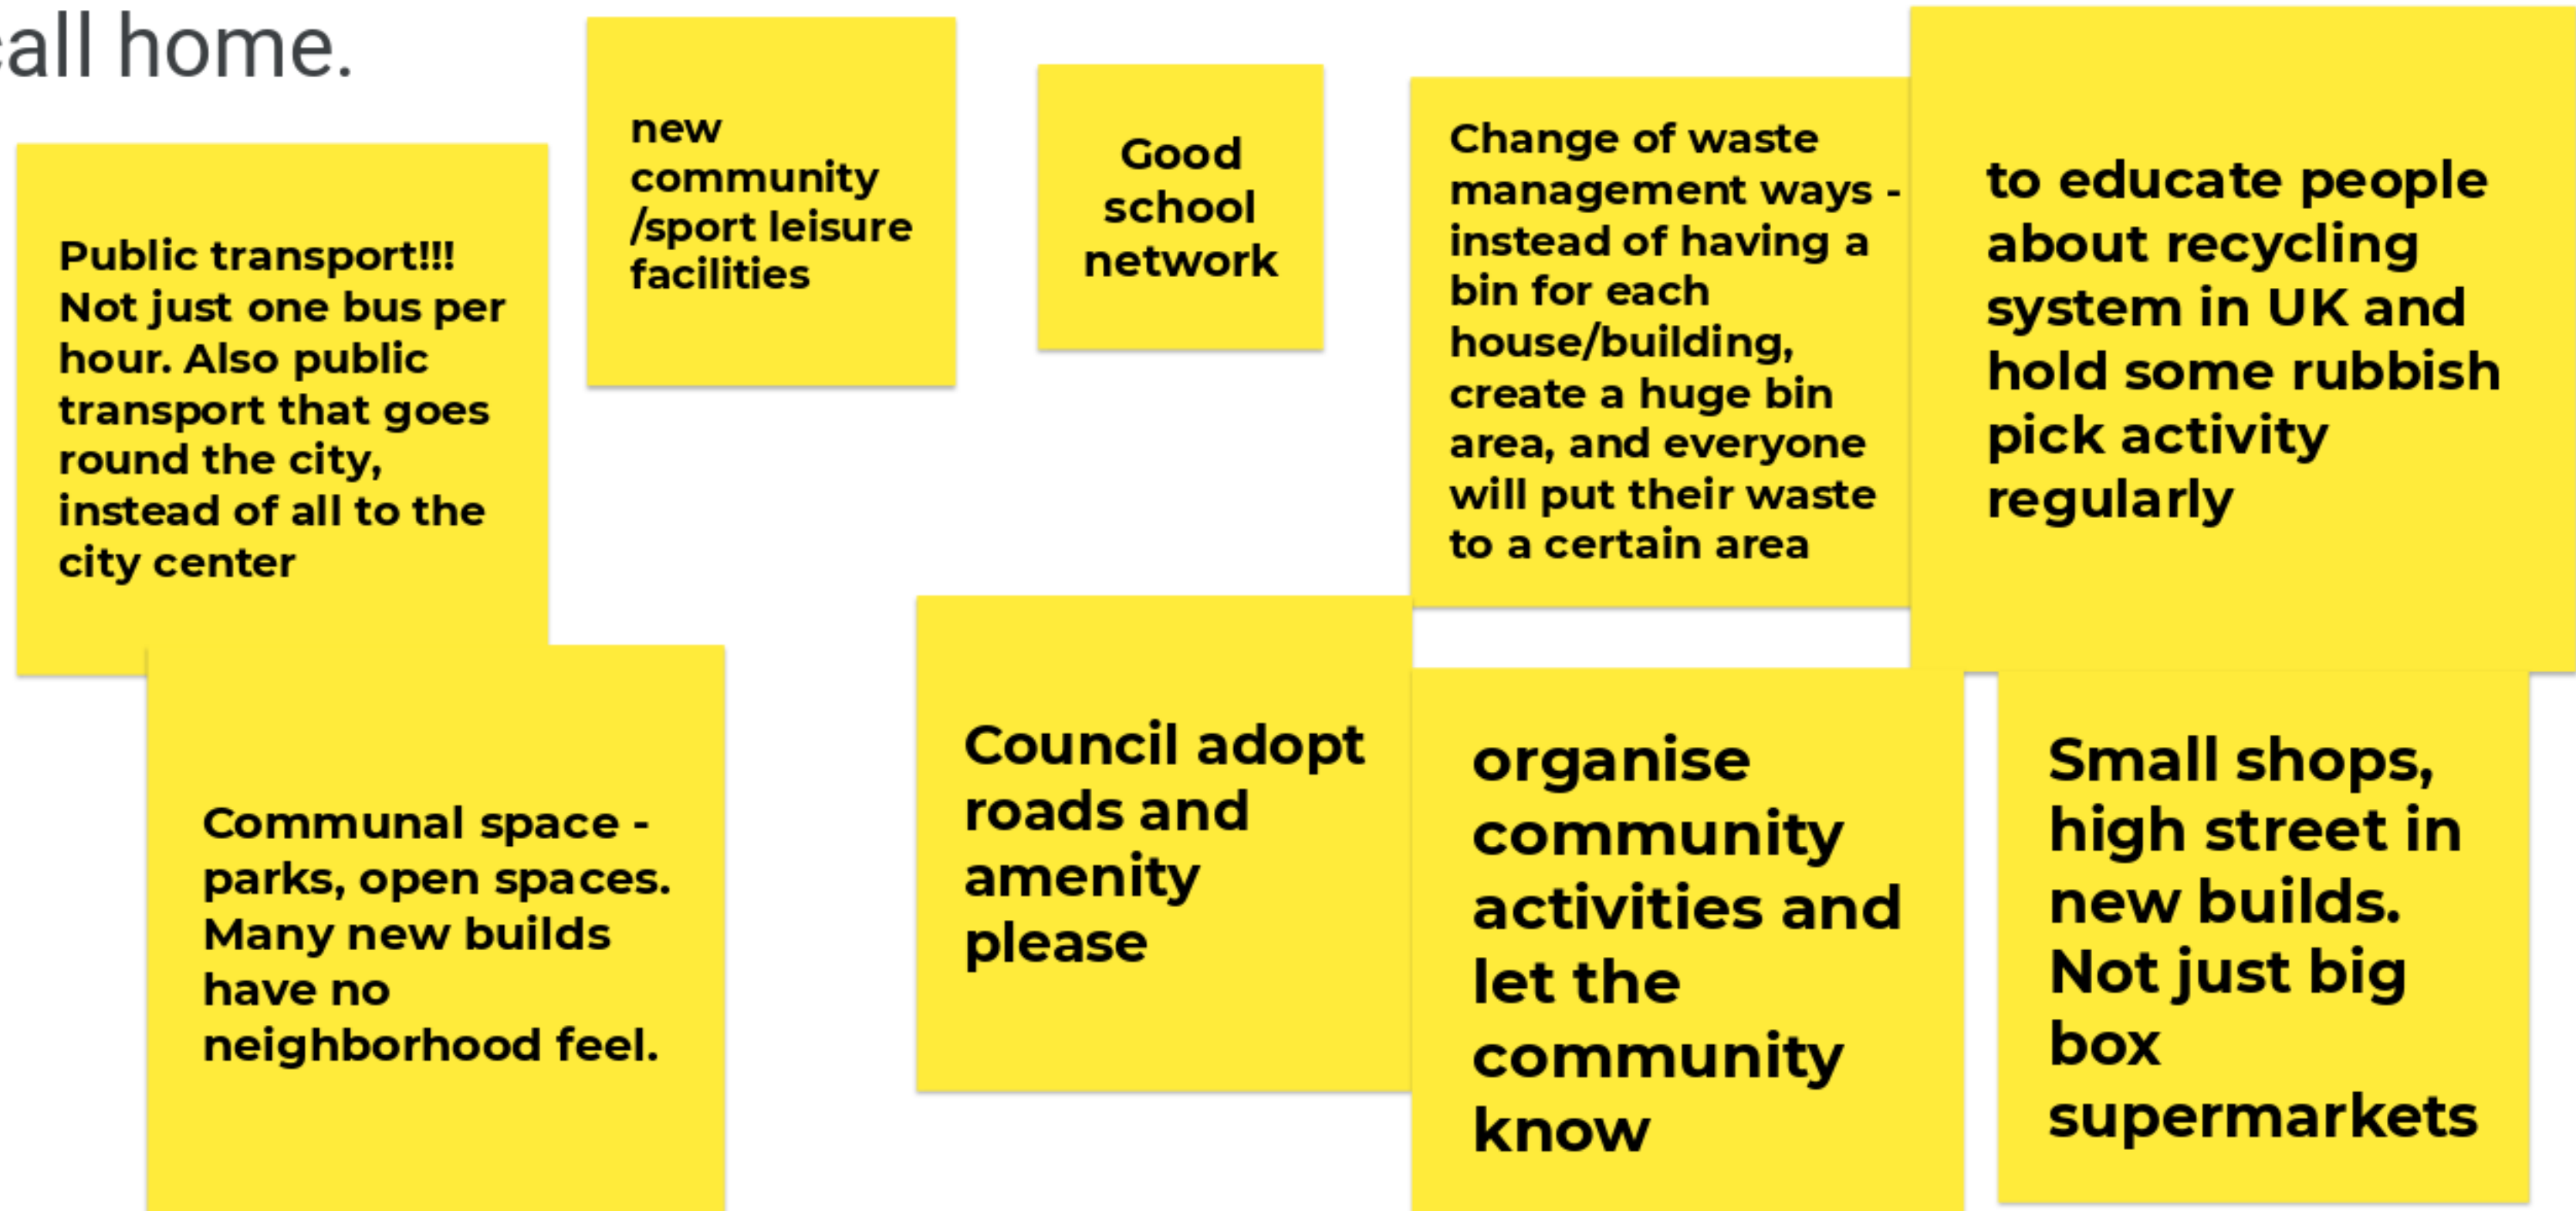 call home.
Public transport!!!
Not just one bus per
hour. Also public
transport that goes
round the city,
instead of all to the
city center
new
community
/sport leisure
facilities
Good
school
network
Change of waste
management ways -
instead of having a
bin for each
house/building,
create a huge bin
area, and everyone
will put their waste
to a certain area
to educate people
about recycling
system in UK and
hold some rubbish
pick activity
regularly
Communal space -
parks, open spaces.
Many new builds
have no
neighborhood feel.
Council adopt
roads and
amenity
please
organise
community
activities and
let the
community
know
Small shops,
high street in
new builds.
Not just big
box
supermarkets